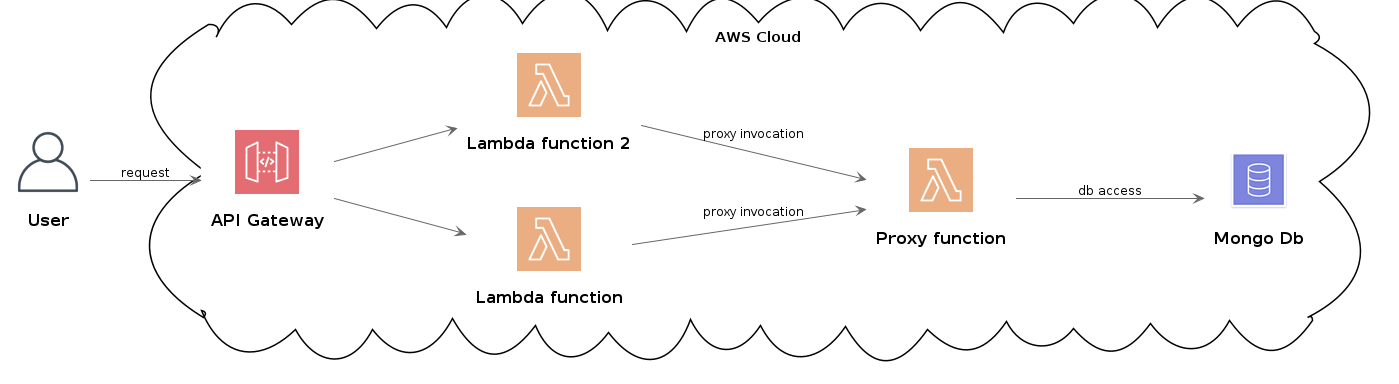 AWS Cloud
Lambda function 2
proxy invocation
request
User
API Gateway
proxy invocation
db access
Proxy function
Mongo Db
Lambda function